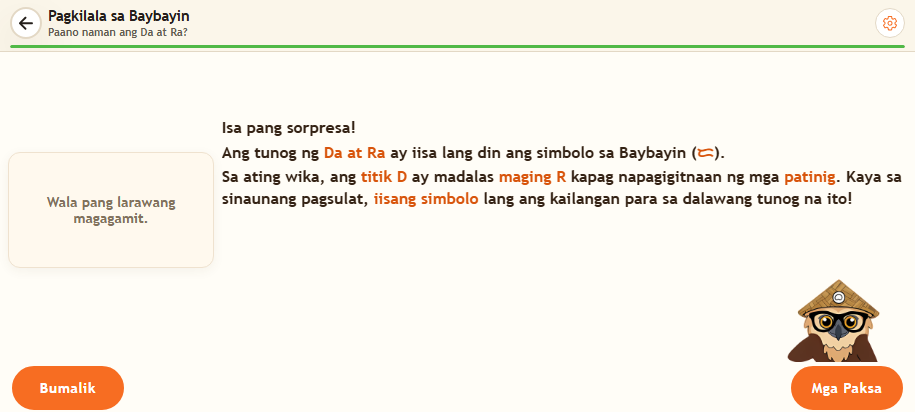 Pagkilala sa Baybayin
Paano naman ang Da at Ra?
Isa pang sorpresa!
Ang tunog ng Da at Ra ay iisa lang din ang simbolo sa Baybayin (ᜇ).
Sa ating wika, ang titik D ay madalas maging R kapag napagigitnaan ng mga patinig. Kaya sa
sinaunang pagsulat, iisang simbolo lang ang kailangan para sa dalawang tunog na ito!
Wala pang larawang
magagamit.
Bumalik
Mga Paksa